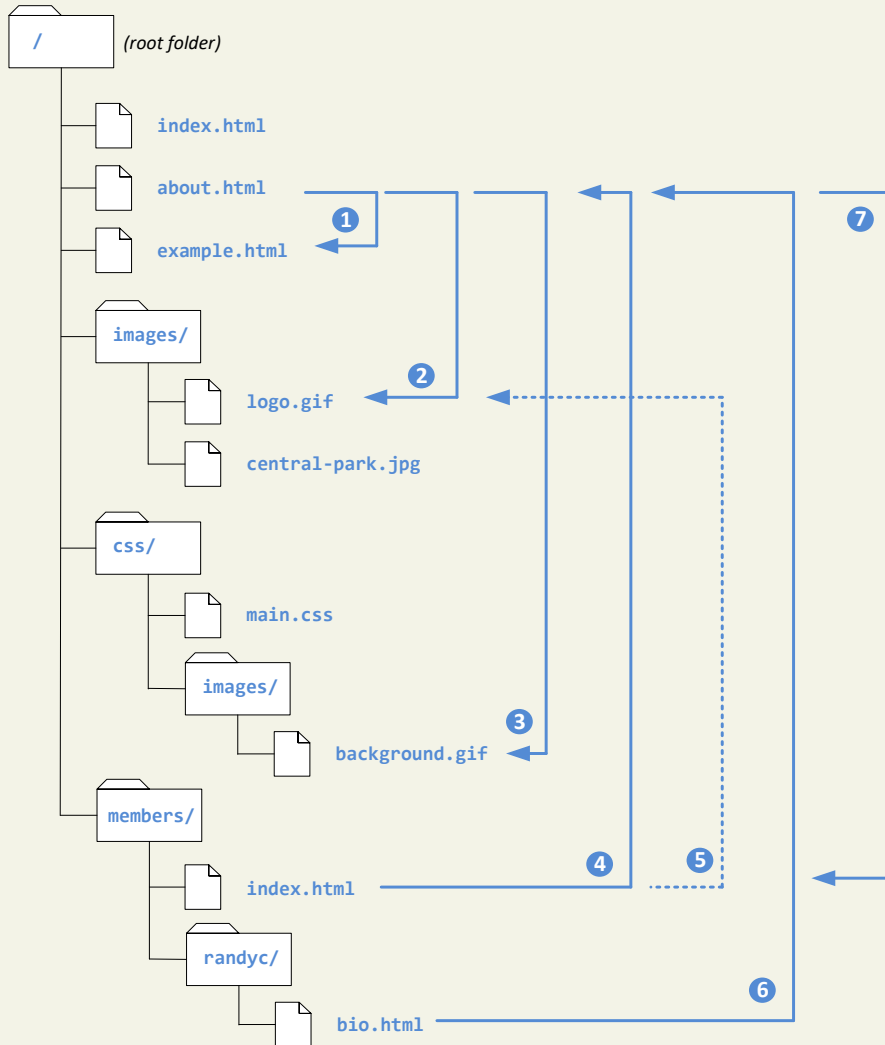 / (root folder)
index.html
about.html
7
1
example.html
images/
2
logo.gif
central-park.jpg
css/
main.css
images/
3
background.gif
members/
4
5
index.html
randyc/
6
bio.html